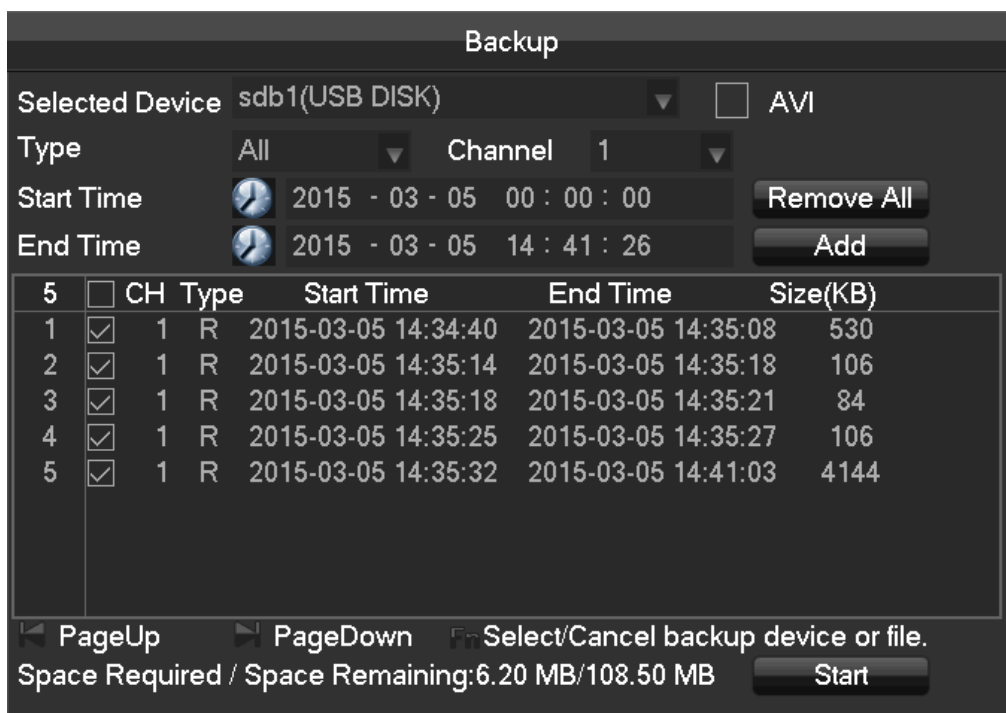 Backup
Selected Device sdb1(USB DISK) AVI
Type All Channel 1
Start Time 2015 - 03 - 05 00 : 00 : 00 Remove All
End Time 2015 - 03 - 05 14 : 41 : 26 Add
5 CH Type Start Time End Time Size(KB)
1 1 R 2015-03-05 14:34:40 2015-03-05 14:35:08 530
2 1 R 2015-03-05 14:35:14 2015-03-05 14:35:18 106
3 1 R 2015-03-05 14:35:18 2015-03-05 14:35:21 84
4 1 R 2015-03-05 14:35:25 2015-03-05 14:35:27 106
5 1 R 2015-03-05 14:35:32 2015-03-05 14:41:03 4144
PageUp PageDown Fn Select/Cancel backup device or file.
Space Required / Space Remaining:6.20 MB/108.50 MB Start